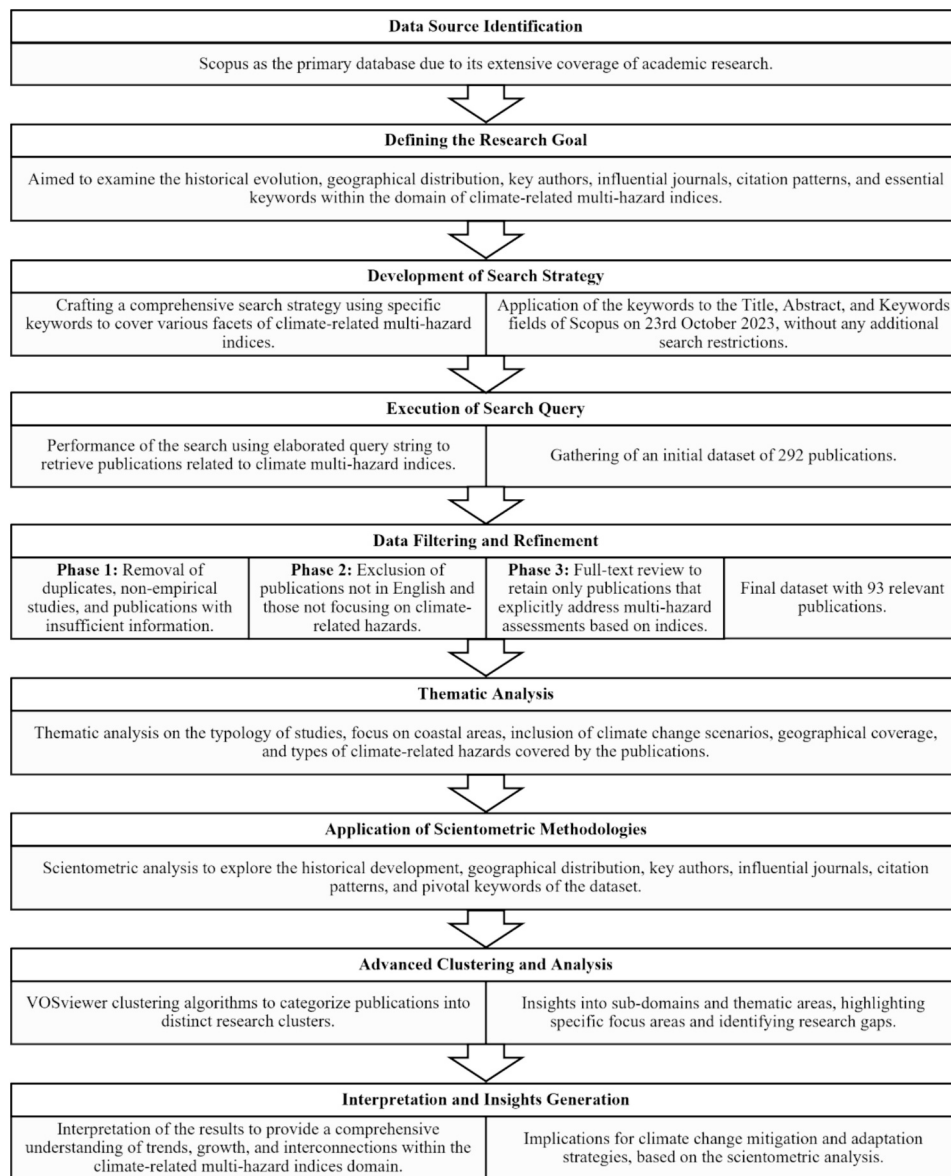 Data Source Identification
Scopus as the primary database due to its extensive coverage of academic research.
Defining the Research Goal
Aimed to examine the historical evolution, geographical distribution, key authors, influential journals, citation patterns, and essential
keywords within the domain of climate-related multi-hazard indices.
Development of Search Strategy
Crafting a comprehensive search strategy using specific
keywords to cover various facets of climate-related multi-hazard
indices.
Application of the keywords to the Title, Abstract, and Keywords
fields of Scopus on 23rd October 2023, without any additional
search restrictions.
Execution of Search Query
Performance of the search using elaborated query string to
retrieve publications related to climate multi-hazard indices.
Gathering of an initial dataset of 292 publications.
Data Filtering and Refinement
Phase 1: Removal of
duplicates, non-empirical
studies, and publications with
insufficient information.
Phase 2: Exclusion of
publications not in English and
those not focusing on climate-
related hazards.
Phase 3: Full-text review to
retain only publications that
explicitly address multi-hazard
assessments based on indices.
Final dataset with 93 relevant
publications.
Thematic Analysis
Thematic analysis on the typology of studies, focus on coastal areas, inclusion of climate change scenarios, geographical coverage,
and types of climate-related hazards covered by the publications.
Application of Scientometric Methodologies
Scientometric analysis to explore the historical development, geographical distribution, key authors, influential journals, citation
patterns, and pivotal keywords of the dataset.
Advanced Clustering and Analysis
VOSviewer clustering algorithms to categorize publications into
distinct research clusters.
Insights into sub-domains and thematic areas, highlighting
specific focus areas and identifying research gaps.
Interpretation and Insights Generation
Interpretation of the results to provide a comprehensive
understanding of trends, growth, and interconnections within the
climate-related multi-hazard indices domain.
Implications for climate change mitigation and adaptation
strategies, based on the scientometric analysis.